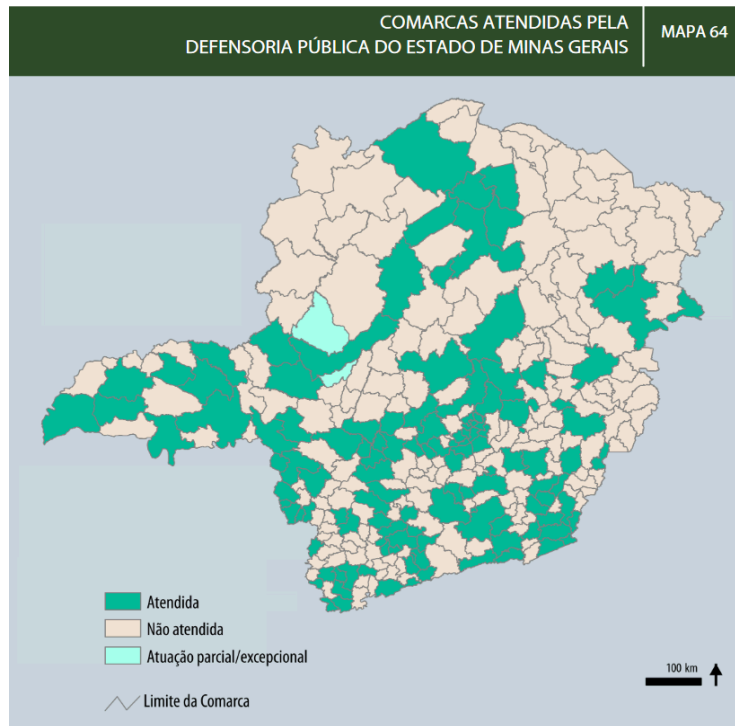 COMARCAS ATENDIDAS PELA
DEFENSORIA PÚBLICA DO ESTADO DE MINAS GERAIS
MAPA 64
Atendida
Não atendida
Atuação parcial/excepcional
Limite da Comarca
100 km